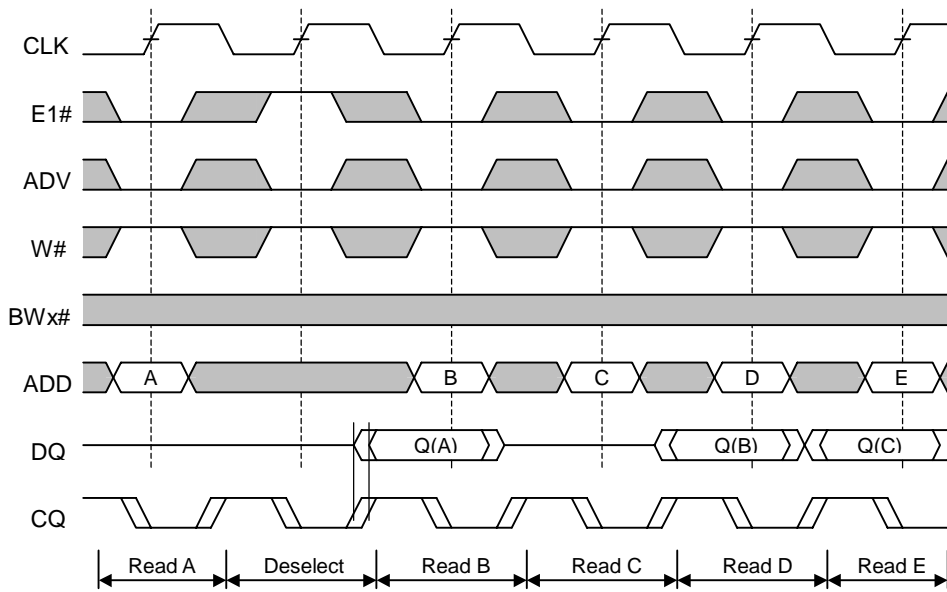 CLK
E1#
ADV
W#
BWx#
ADD A B C D E
DQ Q(A) Q(B) Q(C)
CQ
Read A Deselect Read B Read C Read D Read E